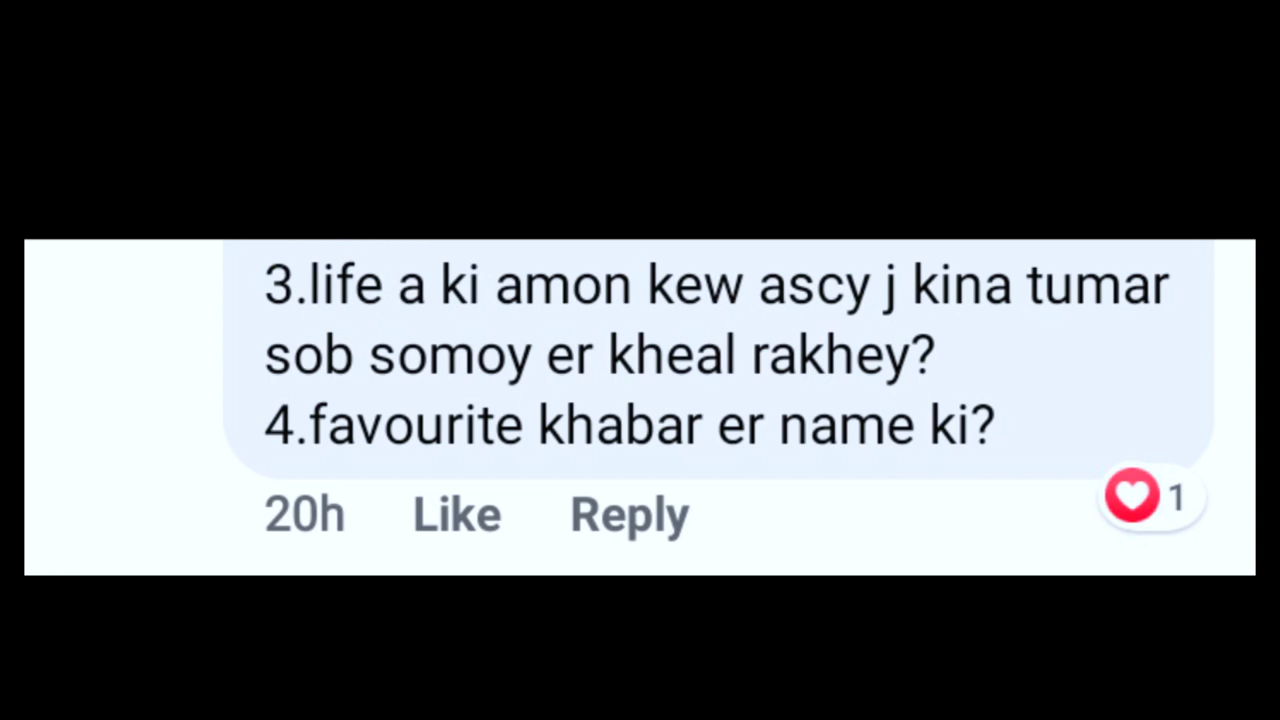 3.life a ki amon kew ascy j kina tumar
sob somoy er kheal rakhey?
4.favourite khabar er name ki?
20h Like Reply 1